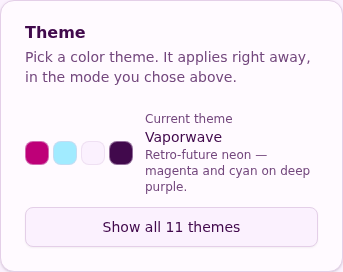 Theme
Pick a color theme. It applies right away,
in the mode you chose above.
Current theme
Vaporwave
Retro-future neon —
magenta and cyan on deep
purple.
Show all 11 themes